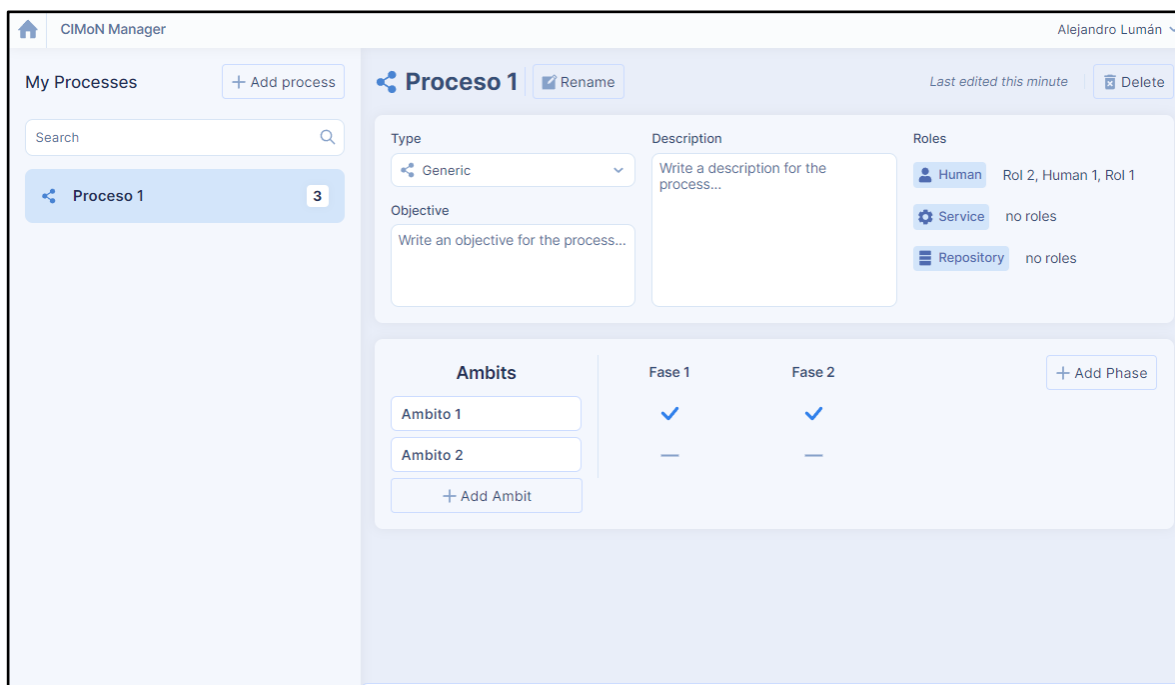 CIMoN Manager
Alejandro Lumán
My Processes
Add process
Search
Proceso 1
3
Proceso 1
Rename
Last edited this minute
Delete
Type
Generic
Objective
Write an objective for the process...
Description
Write a description for the
process...
Roles
Human
Rol 2, Human 1, Rol 1
Service
no roles
Repository
no roles
Ambits
Fase 1
Fase 2
+ Add Phase
Ambito 1
Ambito 2
+ Add Ambit